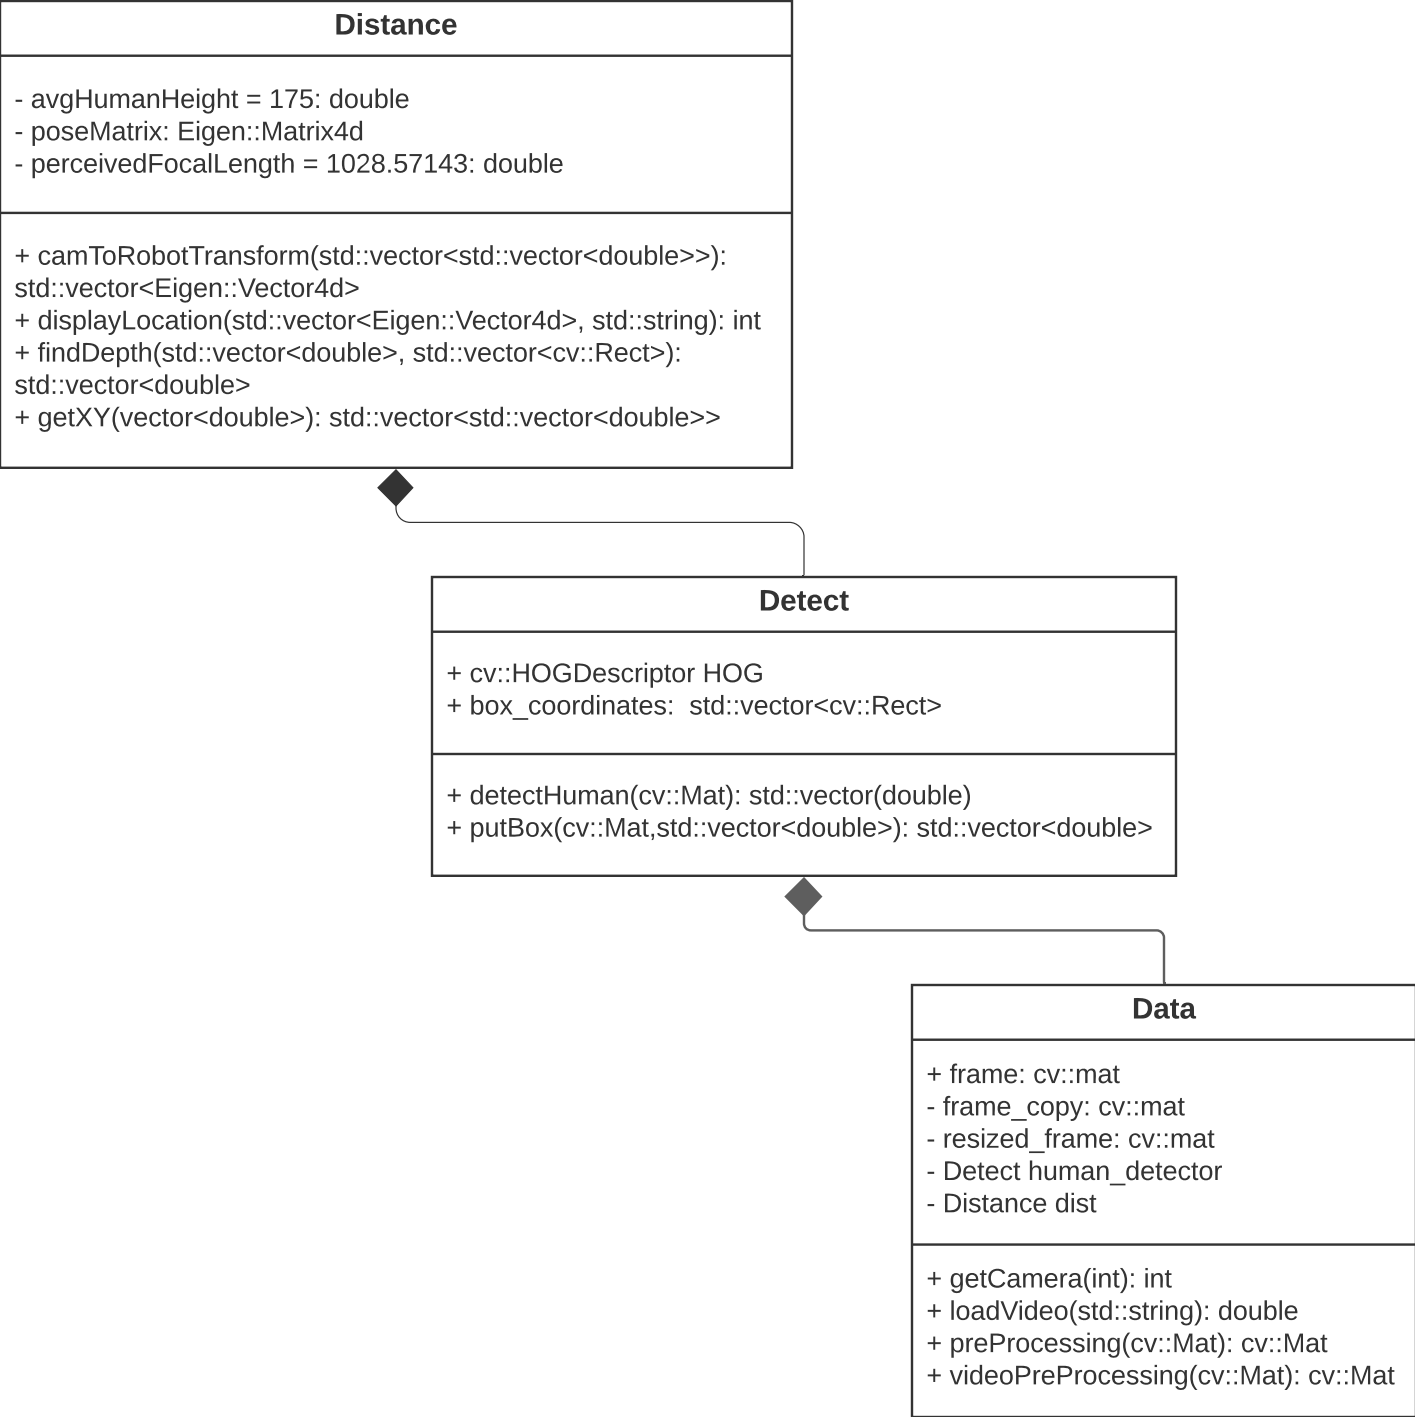 Distance
- avgHumanHeight = 175: double
- poseMatrix: Eigen::Matrix4d
- perceivedFocalLength = 1028.57143: double
+ camToRobotTransform(std::vector<std::vector<double>>):
std::vector<Eigen::Vector4d>
+ displayLocation(std::vector<Eigen::Vector4d>, std::string): int
+ findDepth(std::vector<double>, std::vector<cv::Rect>):
std::vector<double>
+ getXY(vector<double>): std::vector<std::vector<double>>
Detect
+ cv::HOGDescriptor HOG
+ box_coordinates:  std::vector<cv::Rect>
+ detectHuman(cv::Mat): std::vector(double)
+ putBox(cv::Mat,std::vector<double>): std::vector<double>
Data
+ frame: cv::mat
- frame_copy: cv::mat
- resized_frame: cv::mat
- Detect human_detector
- Distance dist
+ getCamera(int): int
+ loadVideo(std::string): double
+ preProcessing(cv::Mat): cv::Mat
+ videoPreProcessing(cv::Mat): cv::Mat